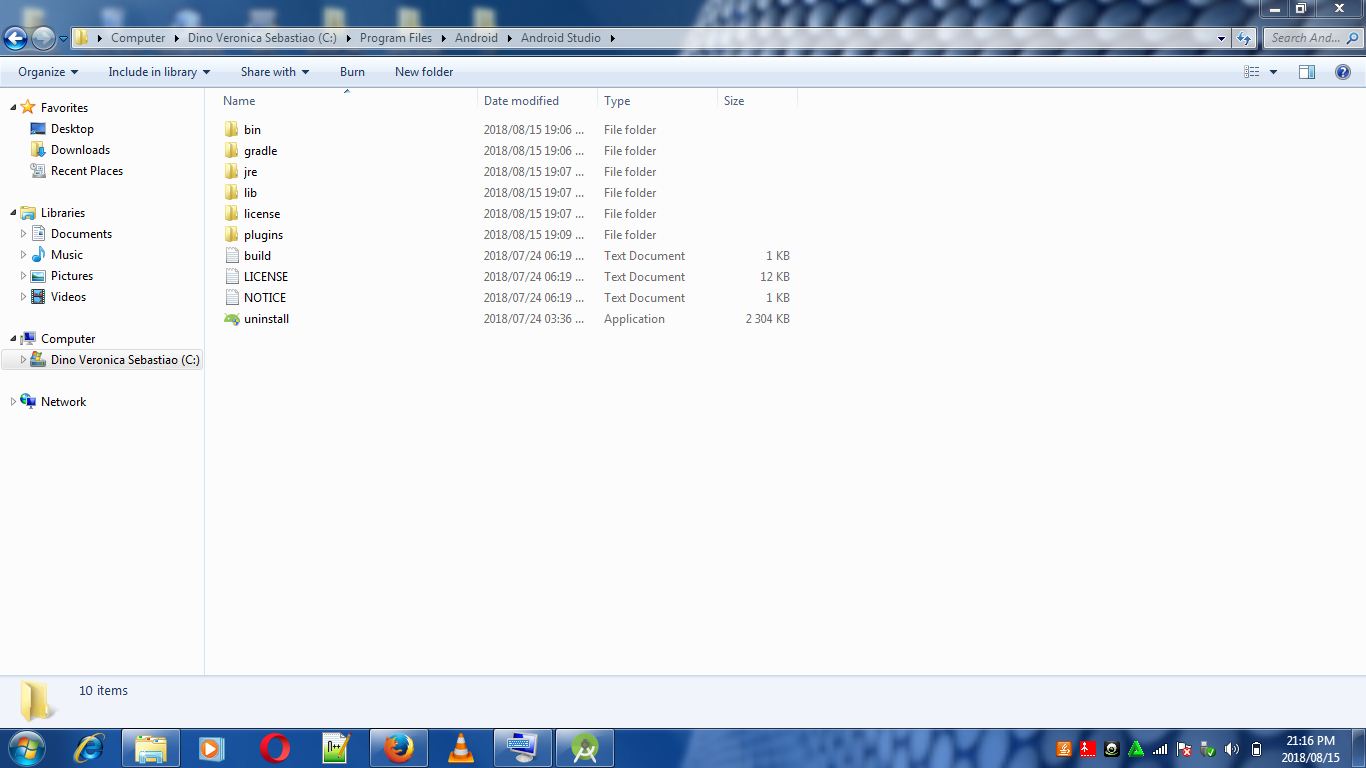 Computer Dino Veronica Sebastiao (C:) Program Files Android Android Studio Search And...
Organize Include in library Share with Burn New folder
Favorites
Desktop
Downloads
Recent Places
Libraries
Documents
Music
Pictures
Videos
Computer
Dino Veronica Sebastiao (C:)
Network
Name Date modified Type Size
bin 2018/08/15 19:06 ... File folder
gradle 2018/08/15 19:06 ... File folder
jre 2018/08/15 19:07 ... File folder
lib 2018/08/15 19:07 ... File folder
license 2018/08/15 19:07 ... File folder
plugins 2018/08/15 19:09 ... File folder
build 2018/07/24 06:19 ... Text Document 1 KB
LICENSE 2018/07/24 06:19 ... Text Document 12 KB
NOTICE 2018/07/24 06:19 ... Text Document 1 KB
uninstall 2018/07/24 03:36 ... Application 2 304 KB
10 items
21:16 PM
2018/08/15